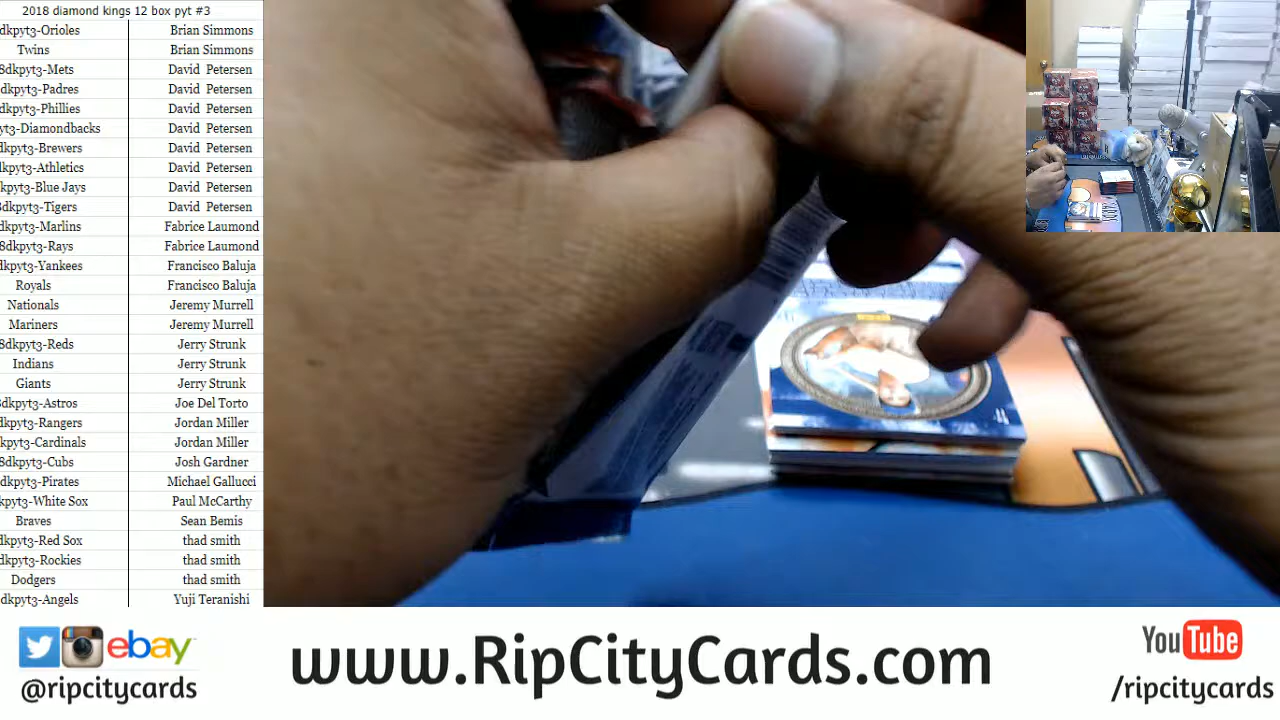 2018 diamond kings 12 box pyt #3
dkpyt3-Orioles Brian Simmons
Twins Brian Simmons
8dkpyt3-Mets David Petersen
dkpyt3-Padres David Petersen
dkpyt3-Phillies David Petersen
yt3-Diamondbacks David Petersen
dkpyt3-Brewers David Petersen
dkpyt3-Athletics David Petersen
kpyt3-Blue Jays David Petersen
8dkpyt3-Tigers David Petersen
dkpyt3-Marlins Fabrice Laumond
8dkpyt3-Rays Fabrice Laumond
dkpyt3-Yankees Francisco Baluja
Royals Francisco Baluja
Nationals Jeremy Murrell
Mariners Jeremy Murrell
8dkpyt3-Reds Jerry Strunk
Indians Jerry Strunk
Giants Jerry Strunk
8dkpyt3-Astros Joe Del Torto
dkpyt3-Rangers Jordan Miller
kpyt3-Cardinals Jordan Miller
8dkpyt3-Cubs Josh Gardner
dkpyt3-Pirates Michael Gallucci
kpyt3-White Sox Paul McCarthy
Braves Sean Bemis
dkpyt3-Red Sox thad smith
dkpyt3-Rockies thad smith
Dodgers thad smith
dkpyt3-Angels Yuji Teranishi
ebay
@ripcitycards
www.RipCityCards.com
YouTube
/ripcitycards